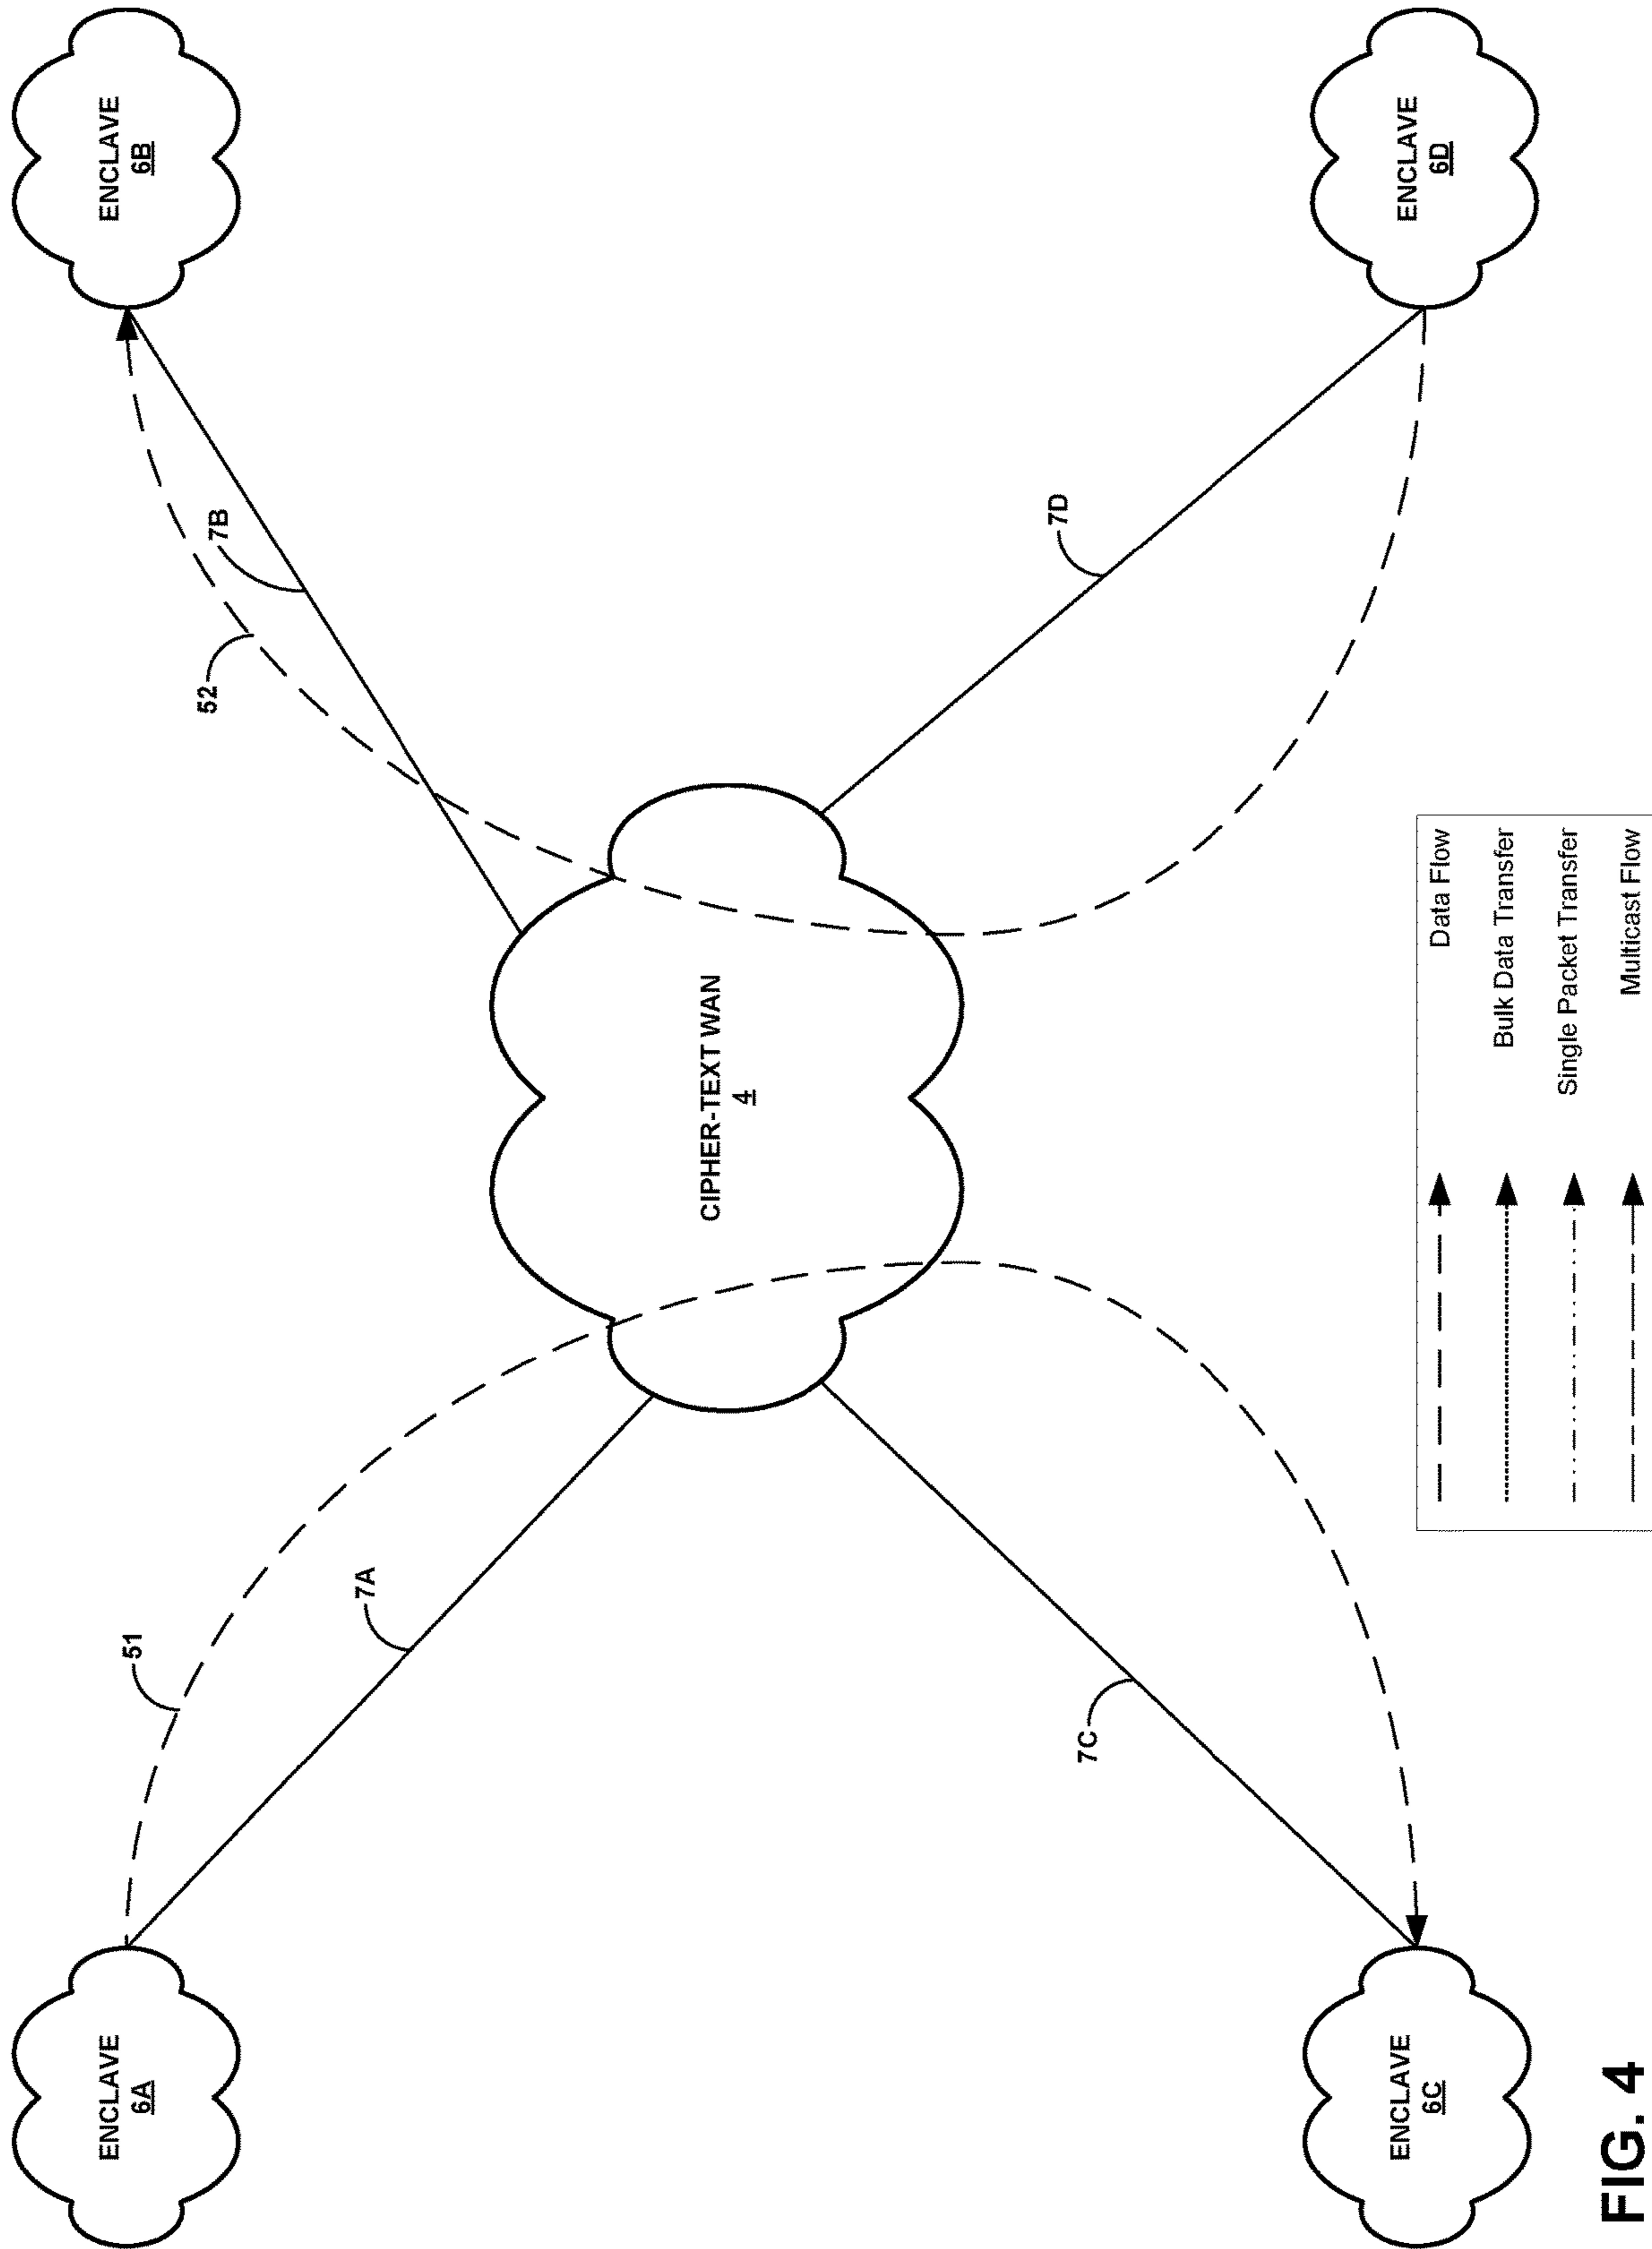 ENCLAVE
6A
ENCLAVE
6B
51
52
7A
7B
CIPHER-TEXT WAN
4
7C
7D
ENCLAVE
6C
ENCLAVE
6D
Data Flow
Bulk Data Transfer
Single Packet Transfer
Multicast Flow
FIG. 4